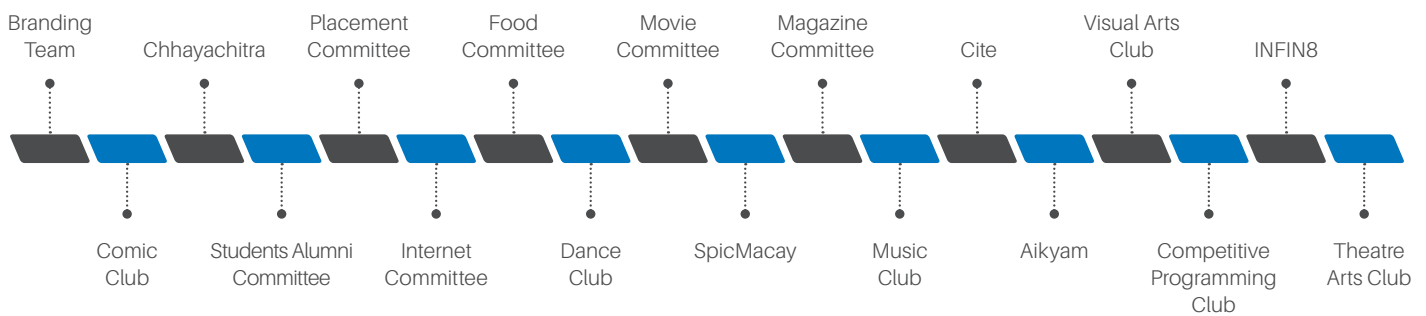 Branding
Team
Chhayachitra
Placement
Committee
Food
Committee
Movie
Committee
Magazine
Committee
Cite
Visual Arts
Club
INFIN8
Comic
Club
Students Alumni
Committee
Internet
Committee
Dance
Club
SpicMacay
Music
Club
Aikyam
Competitive
Programming
Club
Theatre
Arts Club